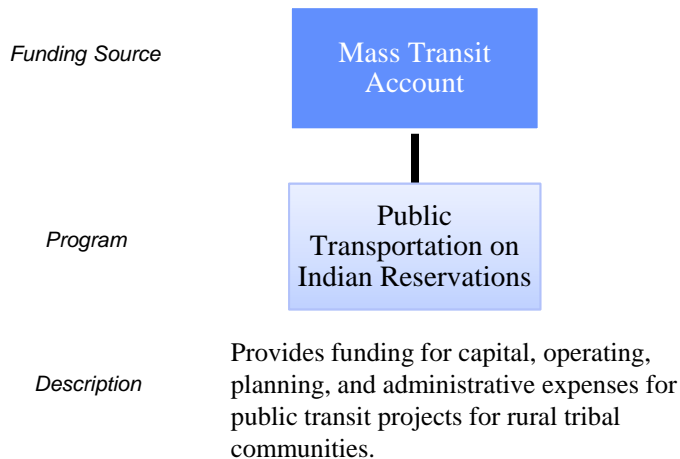 Funding Source
Mass Transit
Account
Program
Public
Transportation on
Indian Reservations
Description
Provides funding for capital, operating,
planning, and administrative expenses for
public transit projects for rural tribal
communities.